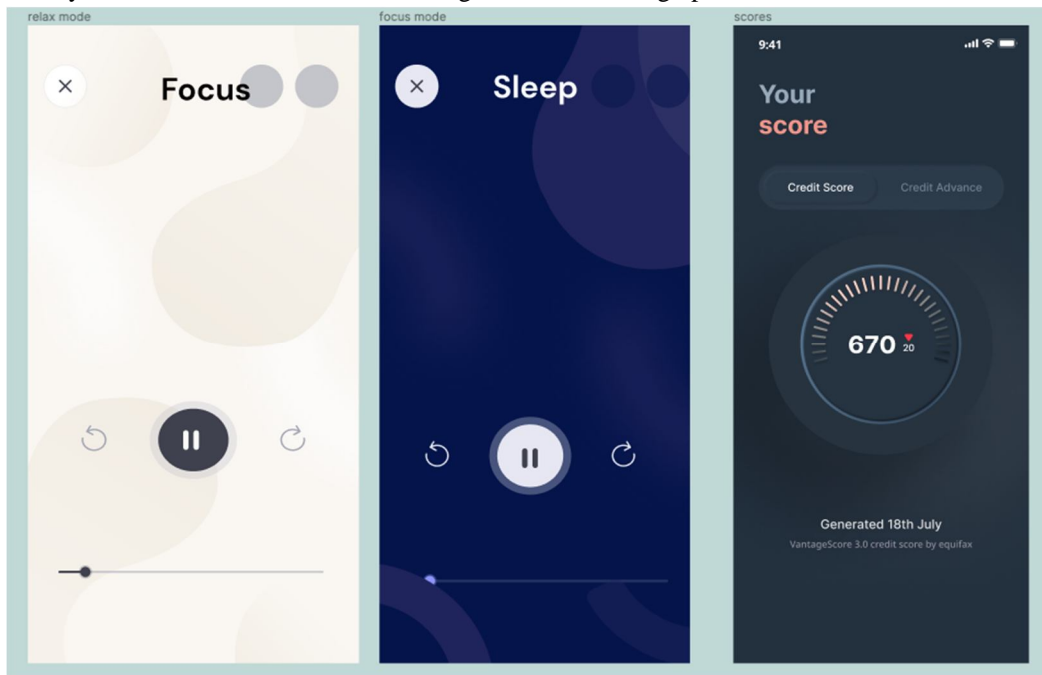 relax mode
Focus
focus mode
Sleep
scores
9:41
Your
score
Credit Score
Credit Advance
670
20
Generated 18th July
VantageScore 3.0 credit score by equifax